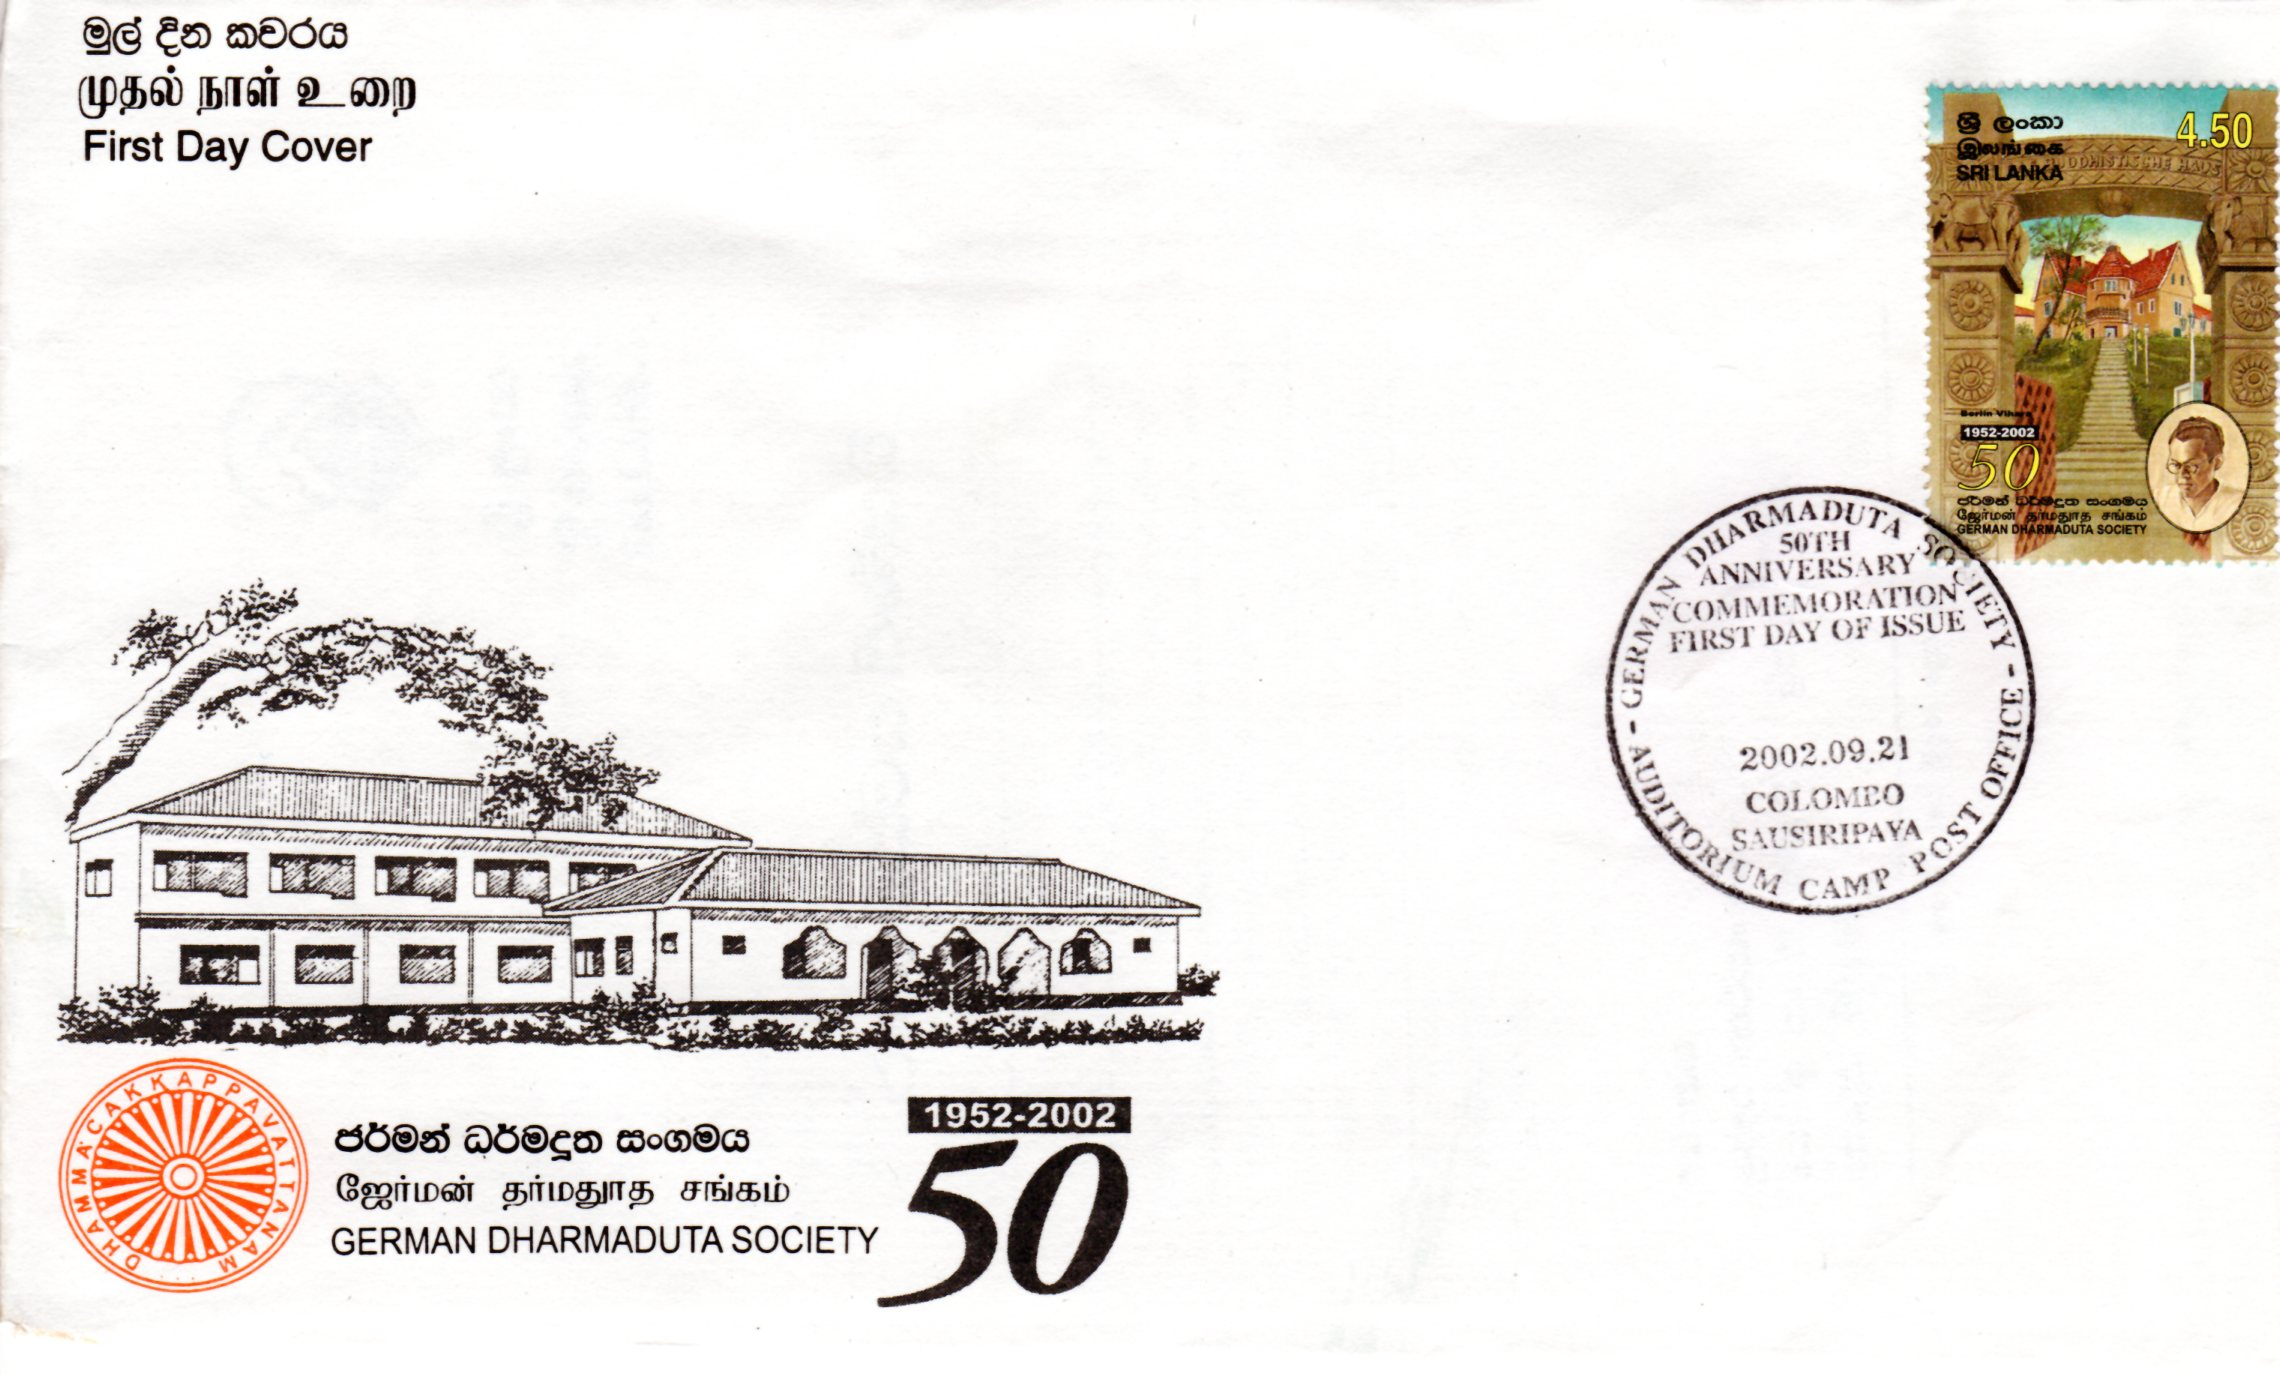 මුල් දින කවරය
முதல் நாள் உறை
First Day Cover
ශ්‍රී ලංකා
இலங்கை
SRI LANKA
4.50
BUDDHISTISCHE HAUS
Berlin Vihara
1952-2002
50
ජර්මන් ධර්මදූත සංගමය
ஜேர்மன் தர்மதூாத சங்கம்
GERMAN DHARMADUTA SOCIETY
- GERMAN DHARMADUTA SOCIETY -
50TH
ANNIVERSARY
COMMEMORATION
FIRST DAY OF ISSUE
2002.09.21
COLOMBO
SAUSIRIPAYA
AUDITORIUM CAMP POST OFFICE
DHAMMACAKKAPPAVATTANAM
ජර්මන් ධර්මදූත සංගමය
ஜேர்மன் தர்மதூாத சங்கம்
GERMAN DHARMADUTA SOCIETY
1952-2002
50